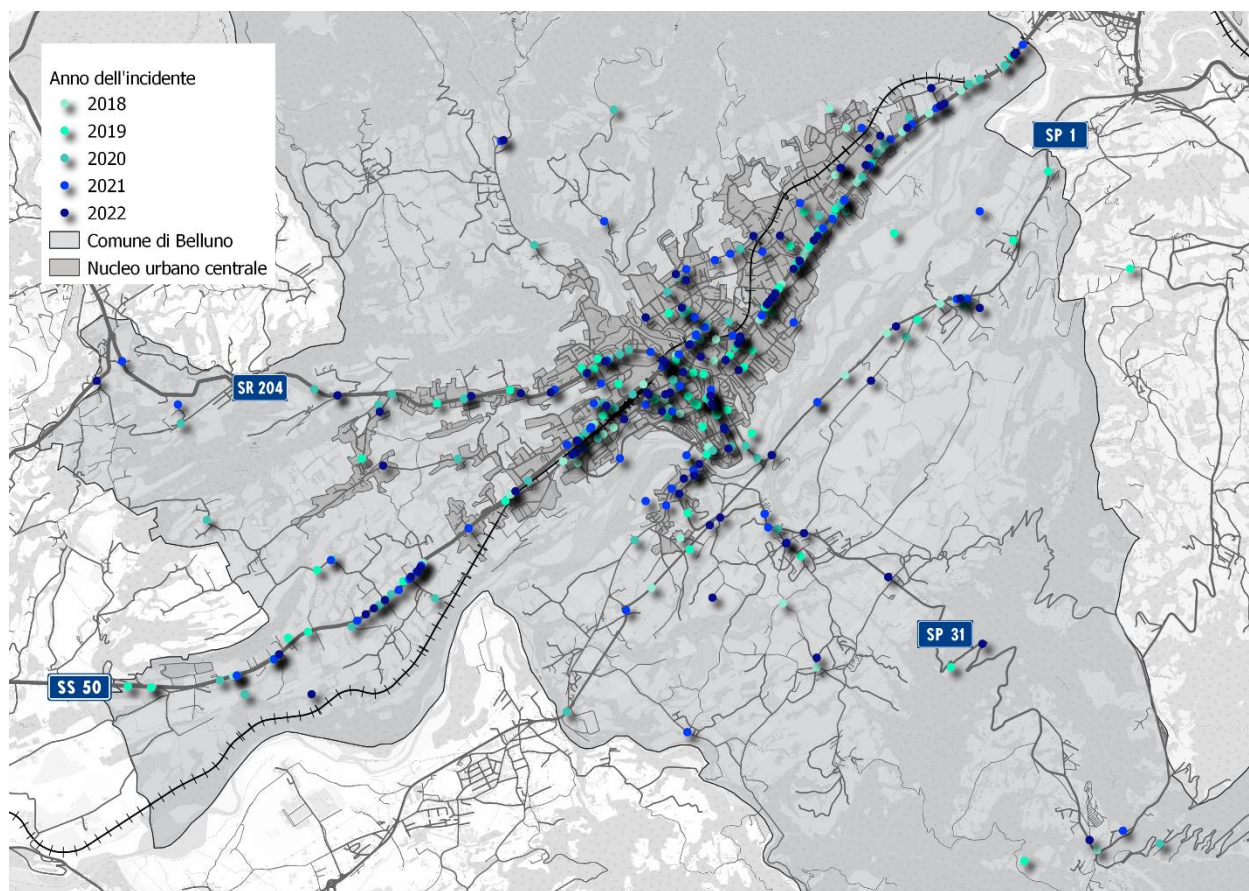 Anno dell'incidente
2018
2019
2020
2021
2022
Comune di Belluno
Nucleo urbano centrale
SP 1
SR 204
SP 31
SS 50